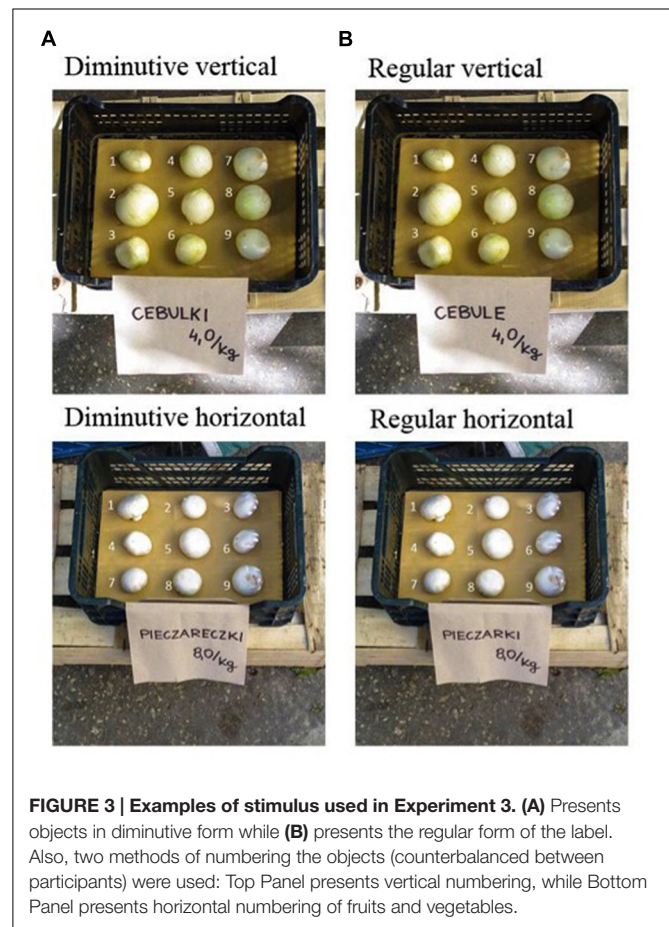 A
B
Diminutive vertical
Regular vertical
1 4 7
2 5 8
3 6 9
CEBULKI
4,0/kg
1 4 7
2 5 8
3 6 9
CEBULE
4,0/kg
Diminutive horizontal
Regular horizontal
1 2 3
4 5 6
7 8 9
PIECZARECZKI
8,0/kg
1 2 3
4 5 6
7 8 9
PIECZARKI
8,0/kg
FIGURE 3 | Examples of stimulus used in Experiment 3. (A) Presents
objects in diminutive form while (B) presents the regular form of the label.
Also, two methods of numbering the objects (counterbalanced between
participants) were used: Top Panel presents vertical numbering, while Bottom
Panel presents horizontal numbering of fruits and vegetables.